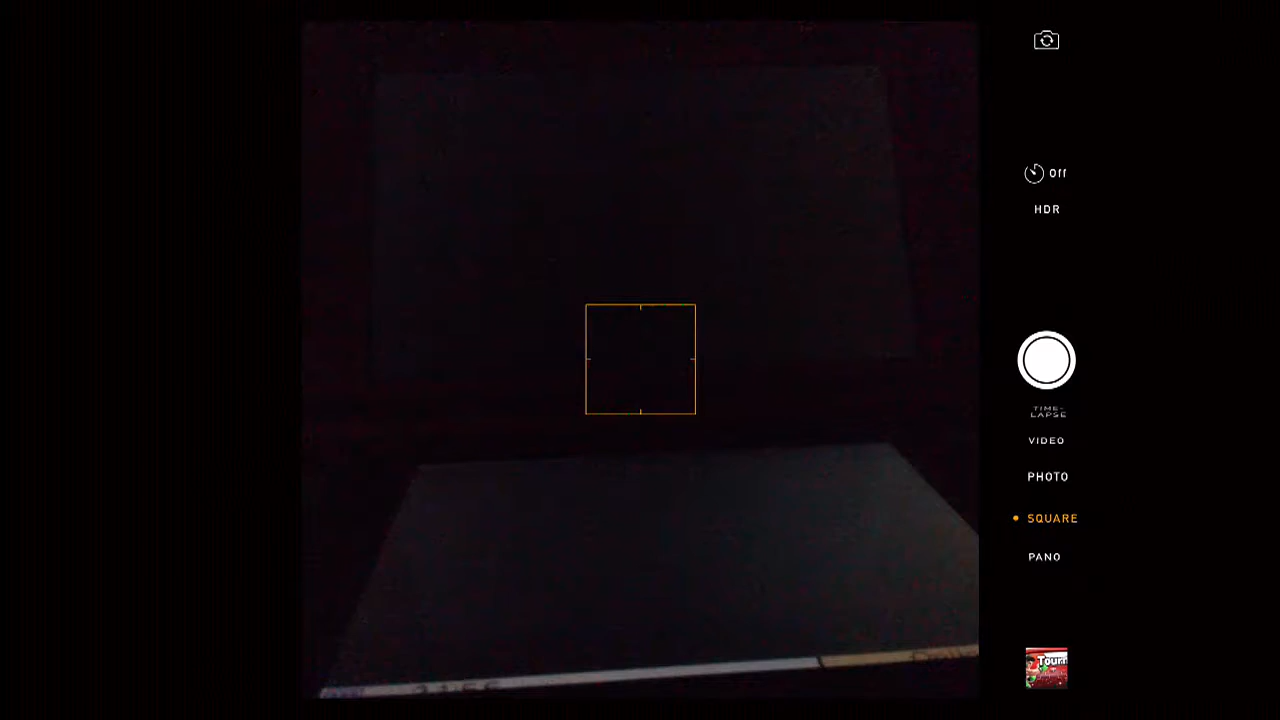 Off
HDR
TIME-
LAPSE
VIDEO
PHOTO
SQUARE
PANO